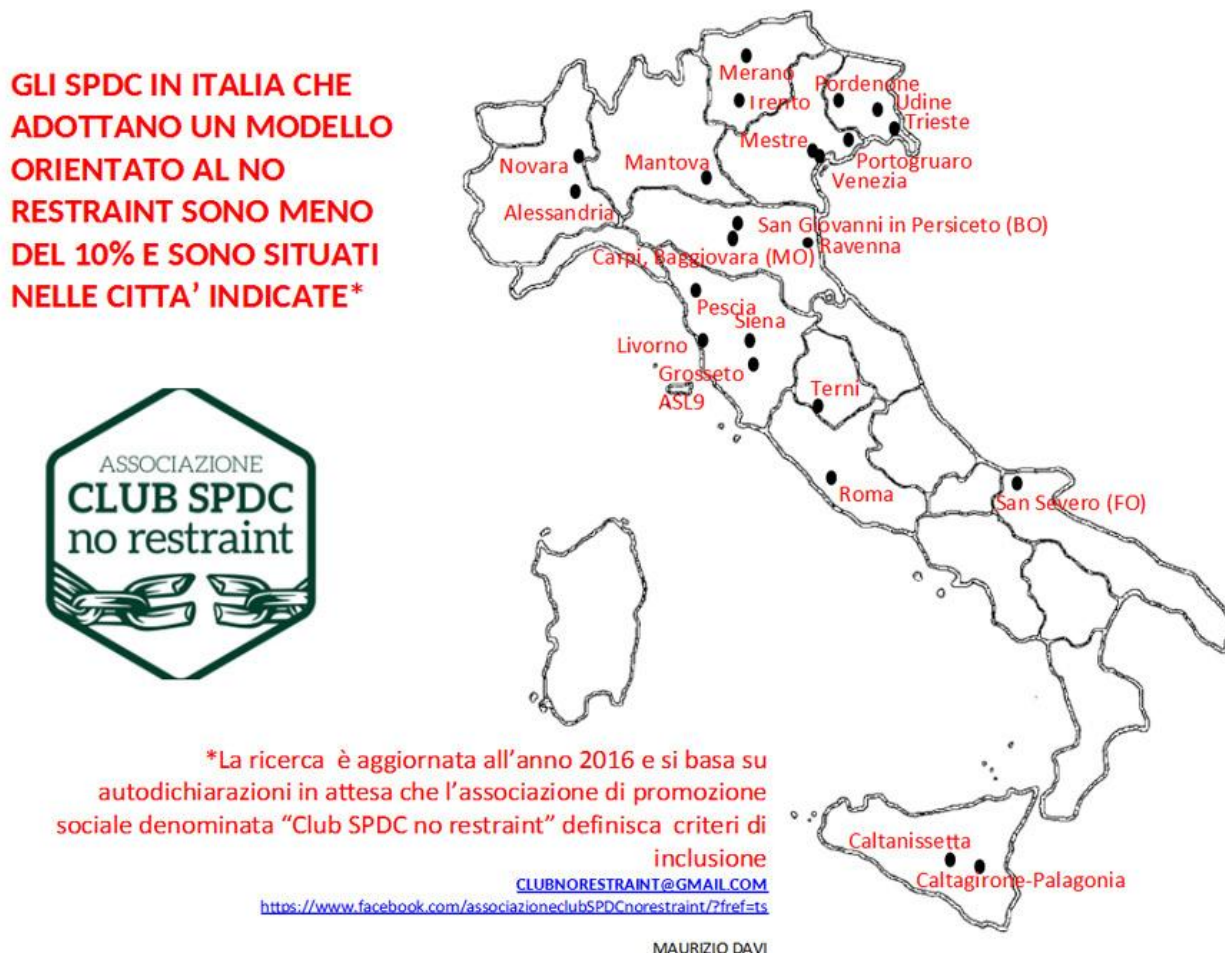 GLI SPDC IN ITALIA CHE
ADOTTANO UN MODELLO
ORIENTATO AL NO
RESTRAINT SONO MENO
DEL 10% E SONO SITUATI
NELLE CITTA’ INDICATE*
Merano
Pordenone
Trento
Udine
Trieste
Mestre
Novara
Mantova
Portogruaro
Venezia
Alessandria
San Giovanni in Persiceto (BO)
Ravenna
Carpi, Baggiovara (MO)
Pescia
Siena
Livorno
Grosseto
ASL9
Terni
Roma
San Severo (FO)
ASSOCIAZIONE
CLUB SPDC
no restraint
*La ricerca è aggiornata all’anno 2016 e si basa su
autodichiarazioni in attesa che l’associazione di promozione
sociale denominata “Club SPDC no restraint” definisca criteri di
inclusione
CLUBNORESTRAINT@GMAIL.COM
https://www.facebook.com/associazioneclubSPDCnorestraint/?fref=ts
MAURIZIO DAVI
Caltanissetta
Caltagirone-Palagonia